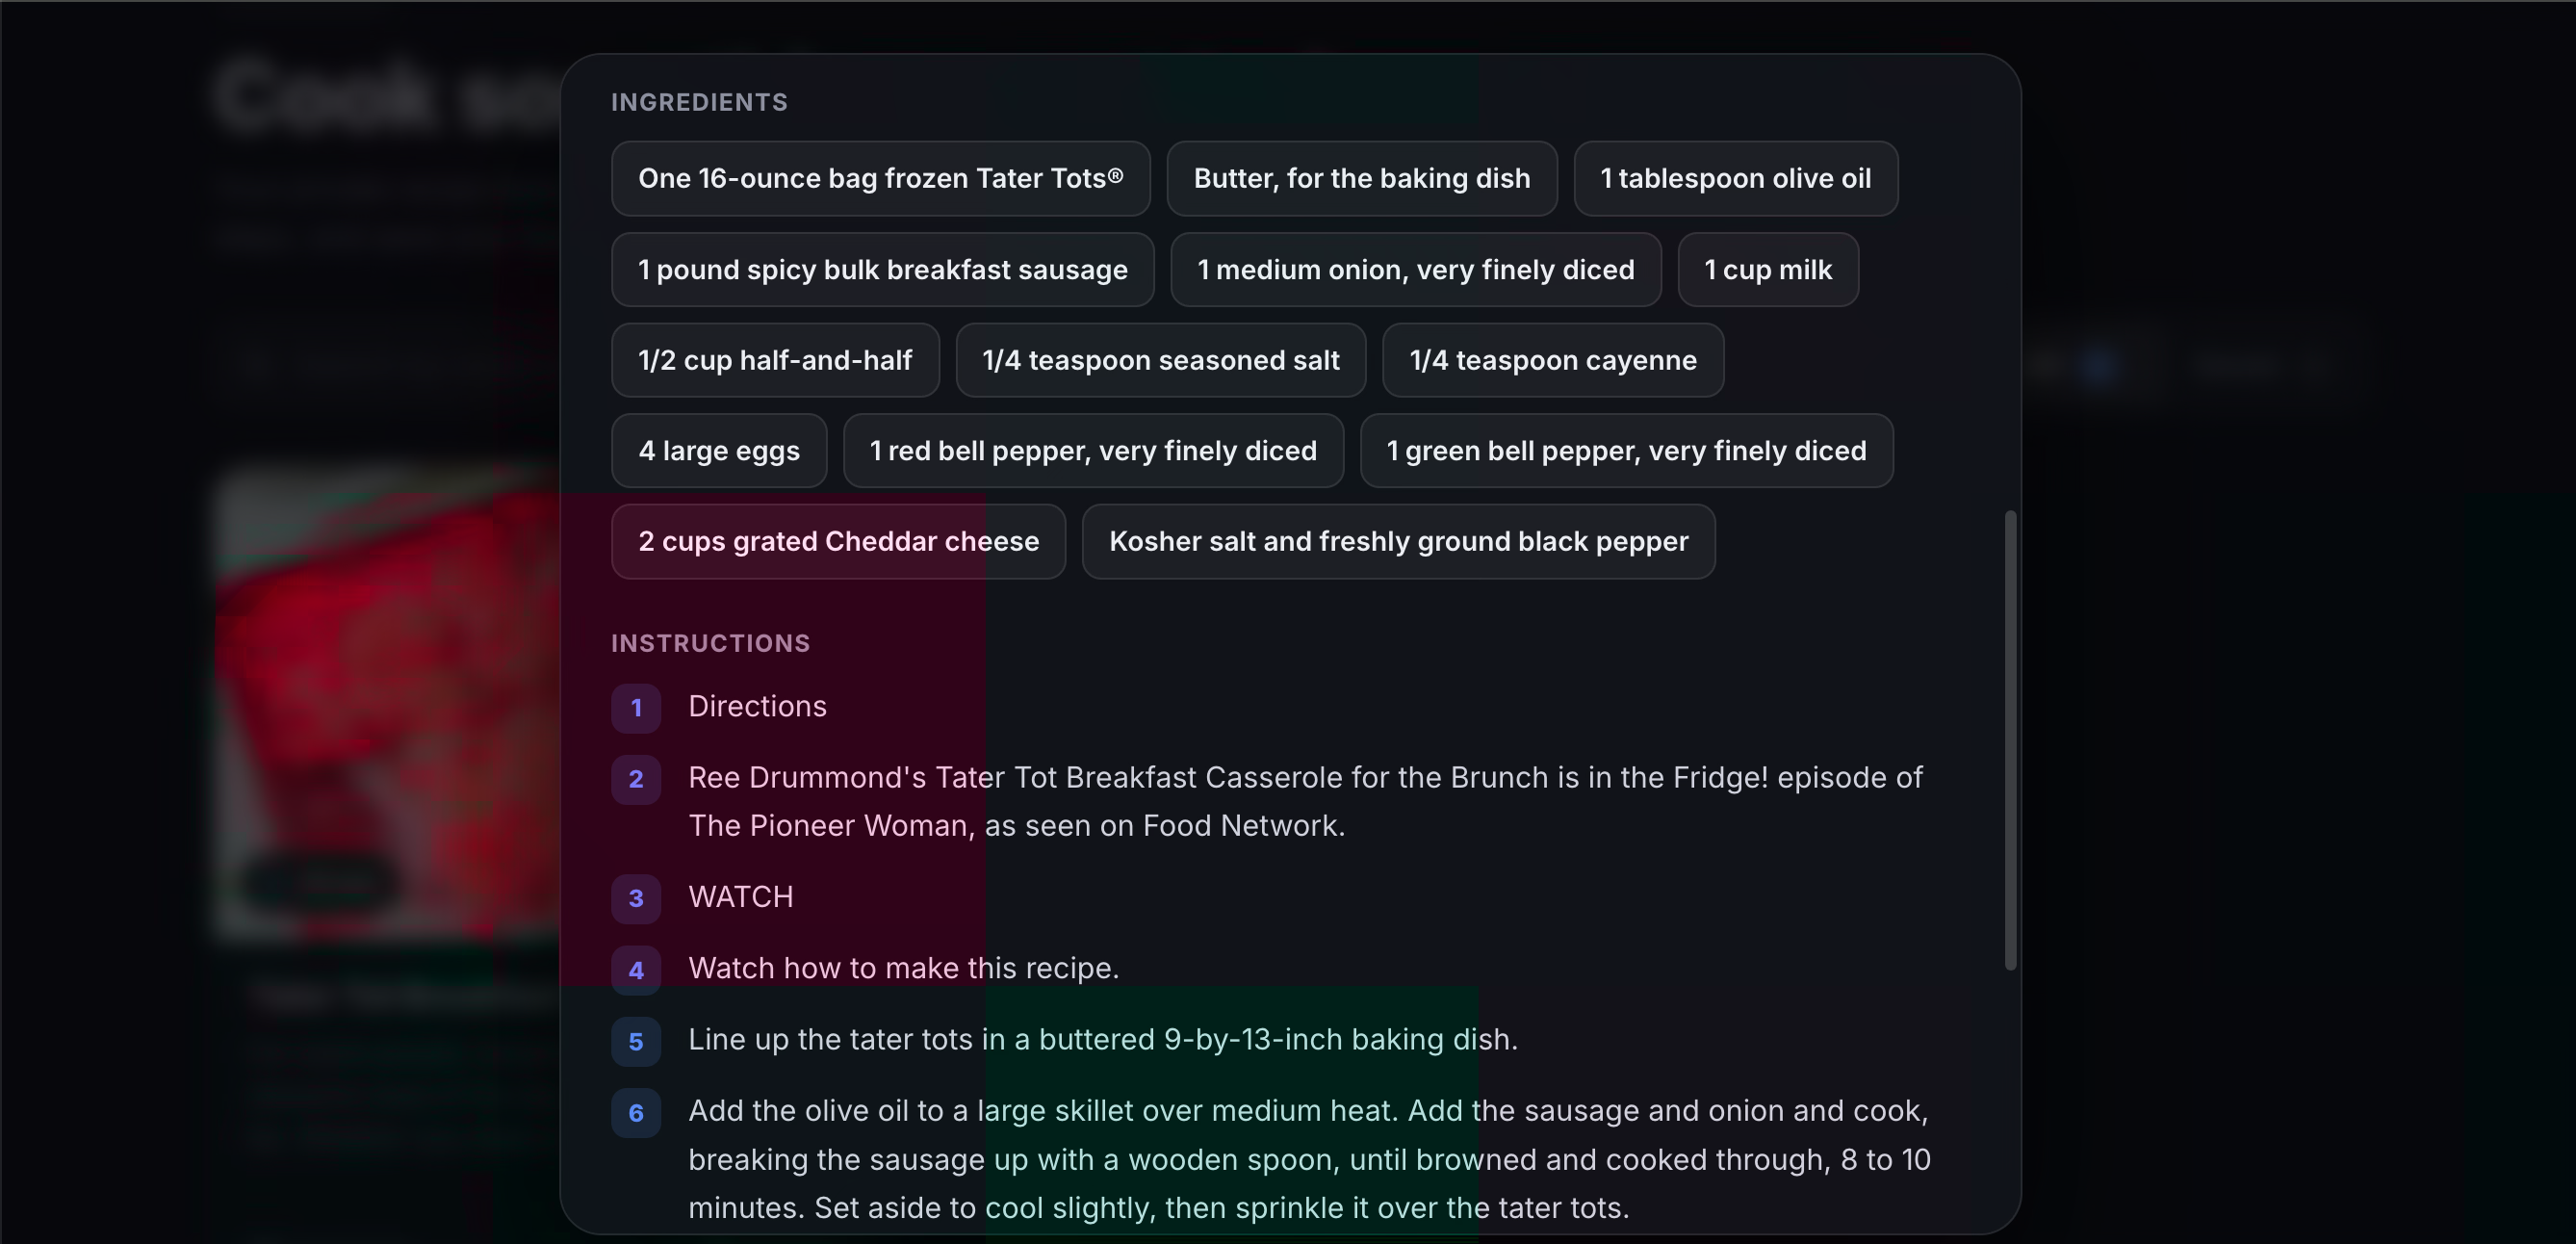 Cook so
INGREDIENTS
One 16-ounce bag frozen Tater Tots®
Butter, for the baking dish
1 tablespoon olive oil
1 pound spicy bulk breakfast sausage
1 medium onion, very finely diced
1 cup milk
1/2 cup half-and-half
1/4 teaspoon seasoned salt
1/4 teaspoon cayenne
4 large eggs
1 red bell pepper, very finely diced
1 green bell pepper, very finely diced
2 cups grated Cheddar cheese
Kosher salt and freshly ground black pepper
INSTRUCTIONS
1 Directions
2 Ree Drummond's Tater Tot Breakfast Casserole for the Brunch is in the Fridge! episode of
The Pioneer Woman, as seen on Food Network.
3 WATCH
4 Watch how to make this recipe.
5 Line up the tater tots in a buttered 9-by-13-inch baking dish.
6 Add the olive oil to a large skillet over medium heat. Add the sausage and onion and cook,
breaking the sausage up with a wooden spoon, until browned and cooked through, 8 to 10
minutes. Set aside to cool slightly, then sprinkle it over the tater tots.